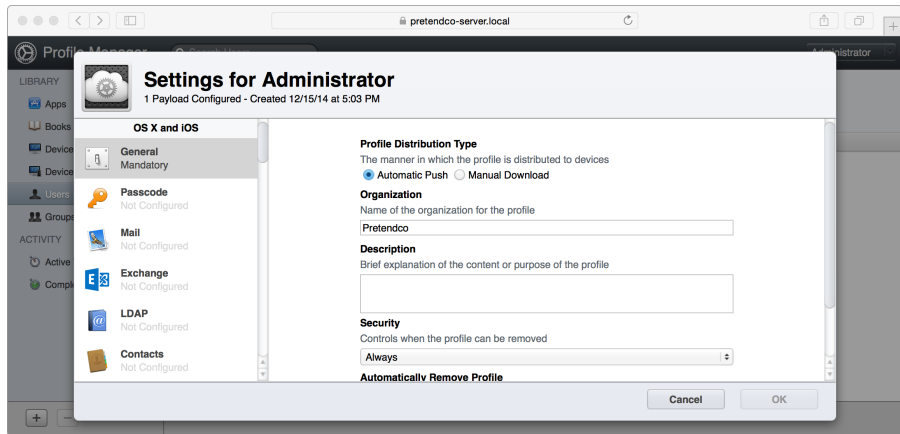 pretendco-server.local
Settings for Administrator
1 Payload Configured - Created 12/15/14 at 5:03 PM
LIBRARY
Apps
Books
Device
Device
Users
Groups
ACTIVITY
Active
OS X and iOS
General
Mandatory
Passcode
Not Configured
Mail
Not Configured
Exchange
Not Configured
LDAP
Not Configured
Contacts
Not Configured
Profile Distribution Type
The manner in which the profile is distributed to devices
Automatic Push
Manual Download
Organization
Name of the organization for the profile
Pretendco
Description
Brief explanation of the content or purpose of the profile
Security
Controls when the profile can be removed
Always
Automatically Remove Profile
Cancel
OK